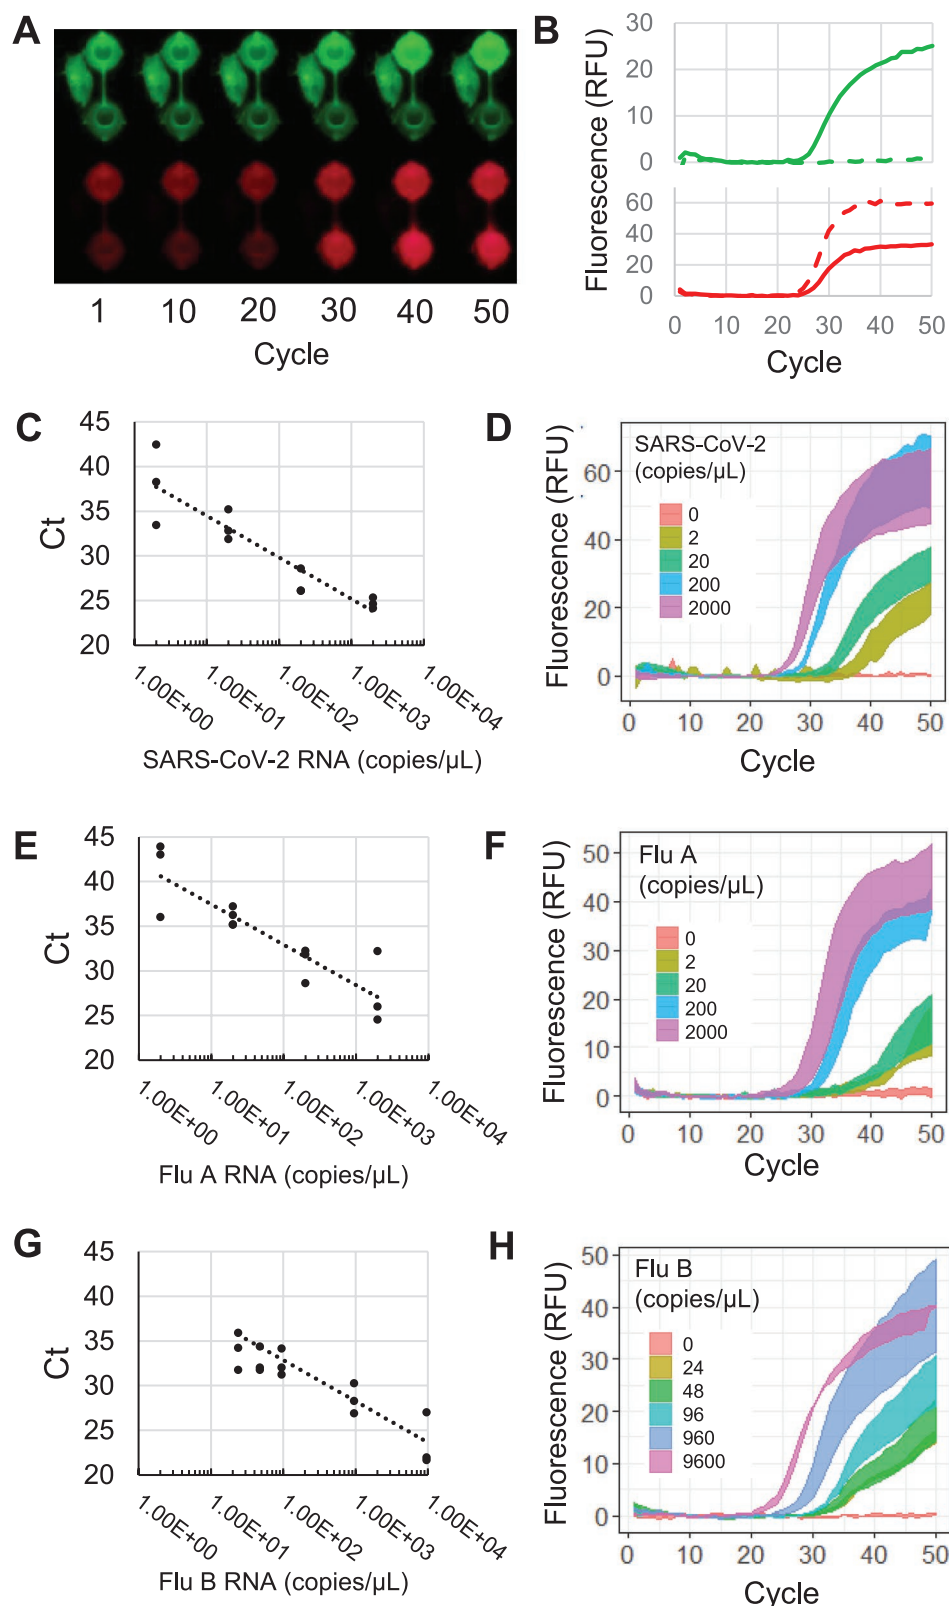 A
1 10 20 30 40 50
Cycle
B
Fluorescence (RFU)
30
20
10
0
60
40
20
0
0 10 20 30 40 50
C
Ct
45
40
35
30
25
20
1.00E+00 1.00E+01 1.00E+02 1.00E+03 1.00E+04
SARS-CoV-2 RNA (copies/µL)
D
Fluorescence (RFU)
SARS-CoV-2
(copies/µL)
0
2
20
200
2000
60
40
20
0
0 10 20 30 40 50
Cycle
E
Ct
45
40
35
30
25
20
1.00E+00 1.00E+01 1.00E+02 1.00E+03 1.00E+04
Flu A RNA (copies/µL)
F
Fluorescence (RFU)
Flu A
(copies/µL)
0
2
20
200
2000
50
40
30
20
10
0
0 10 20 30 40 50
Cycle
G
Ct
45
40
35
30
25
20
1.00E+00 1.00E+01 1.00E+02 1.00E+03 1.00E+04
Flu B RNA (copies/µL)
H
Fluorescence (RFU)
Flu B
(copies/µL)
0
24
48
96
960
9600
50
40
30
20
10
0
0 10 20 30 40 50
Cycle